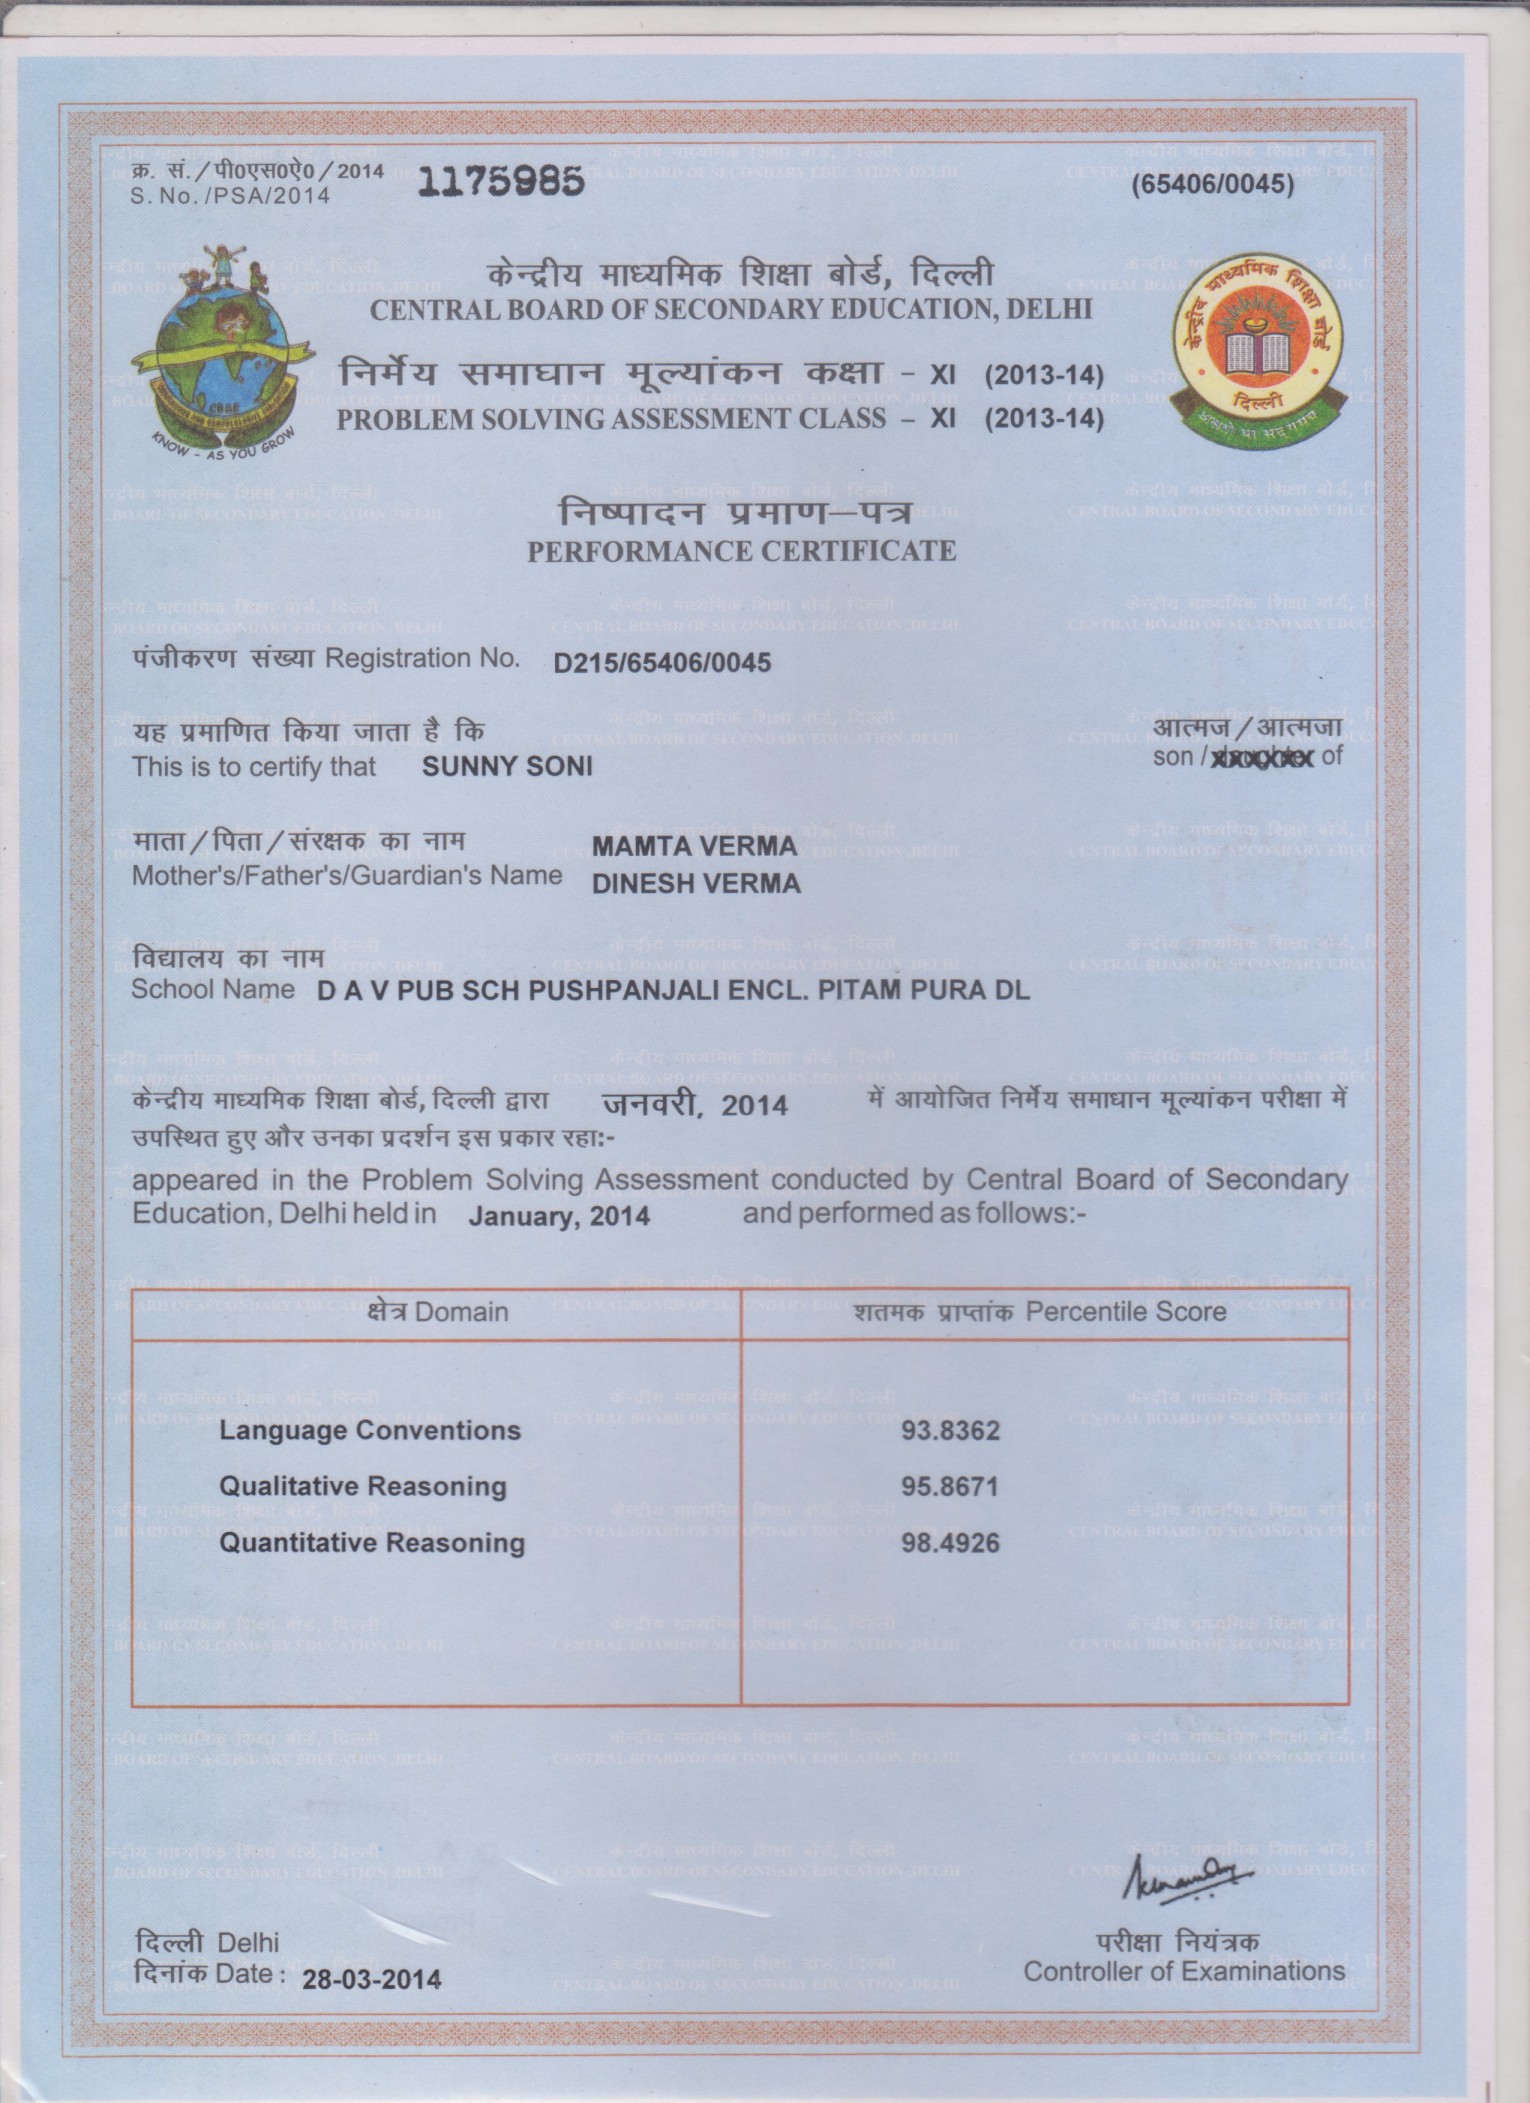 क्र. सं./पी0एस0ऐ0/2014
S. No. /PSA/2014
1175985
(65406/0045)
केन्द्रीय माध्यमिक शिक्षा बोर्ड, दिल्ली
CENTRAL BOARD OF SECONDARY EDUCATION, DELHI
निर्मेय समाधान मूल्यांकन कक्षा – XI (2013-14)
PROBLEM SOLVING ASSESSMENT CLASS – XI (2013-14)
CBSE
KNOW - AS YOU GROW
केन्द्रीय माध्यमिक शिक्षा बोर्ड
दिल्ली
असतो मा सद्गमय
निष्पादन प्रमाण–पत्र
PERFORMANCE CERTIFICATE
पंजीकरण संख्या Registration No. D215/65406/0045
यह प्रमाणित किया जाता है कि
This is to certify that SUNNY SONI
आत्मज/आत्मजा
son / daughter of
माता/पिता/संरक्षक का नाम
Mother's/Father's/Guardian's Name
MAMTA VERMA
DINESH VERMA
विद्यालय का नाम
School Name D A V PUB SCH PUSHPANJALI ENCL. PITAM PURA DL
केन्द्रीय माध्यमिक शिक्षा बोर्ड, दिल्ली द्वारा जनवरी, 2014 में आयोजित निर्मेय समाधान मूल्यांकन परीक्षा में
उपस्थित हुए और उनका प्रदर्शन इस प्रकार रहा:-
appeared in the Problem Solving Assessment conducted by Central Board of Secondary
Education, Delhi held in January, 2014 and performed as follows:-
क्षेत्र Domain शतमक प्राप्तांक Percentile Score
Language Conventions 93.8362
Qualitative Reasoning 95.8671
Quantitative Reasoning 98.4926
दिल्ली Delhi
दिनांक Date : 28-03-2014
परीक्षा नियंत्रक
Controller of Examinations